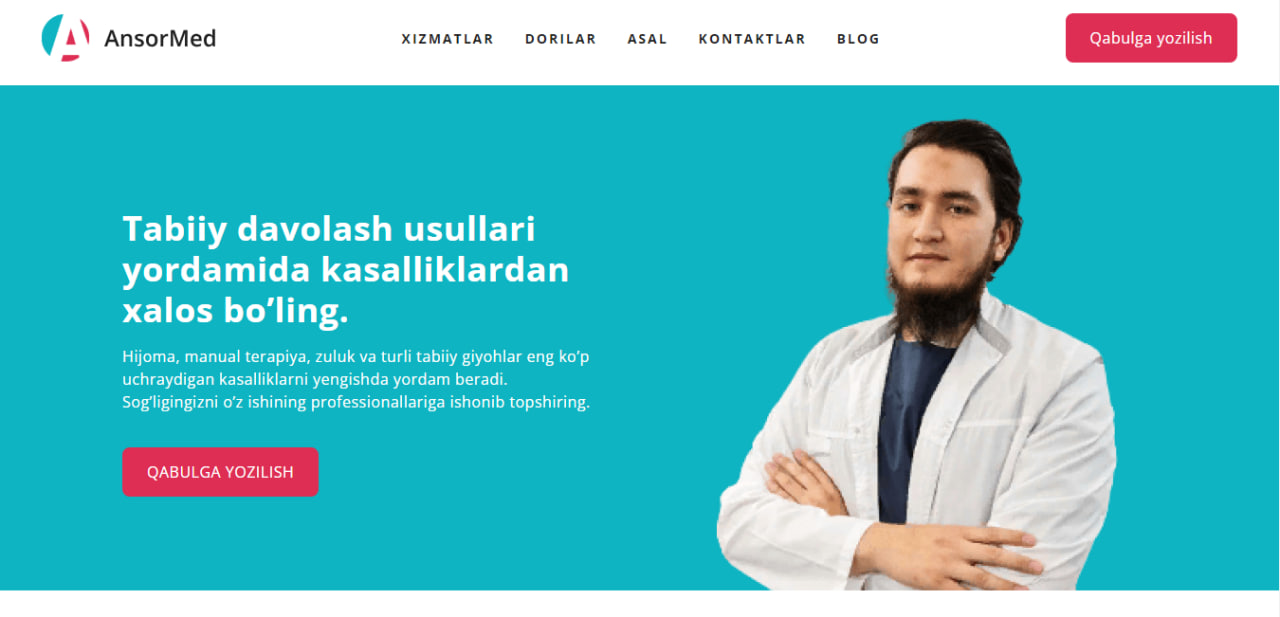 AnsorMed
XIZMATLAR DORILAR ASAL KONTAKTLAR BLOG
Qabulga yozilish
Tabiiy davolash usullari
yordamida kasalliklardan
xalos bo’ling.
Hijoma, manual terapiya, zuluk va turli tabiiy giyohlar eng ko’p
uchraydigan kasalliklarni yengishda yordam beradi.
Sog’ligingizni o’z ishining professionallariga ishonib topshiring.
QABULGA YOZILISH